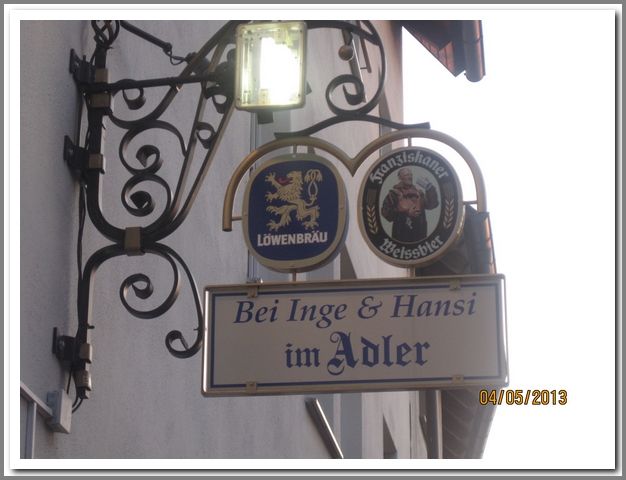 LÖWENBRÄU
Franziskaner
Weissbier
Bei Inge & Hansi
im Adler
04/05/2013